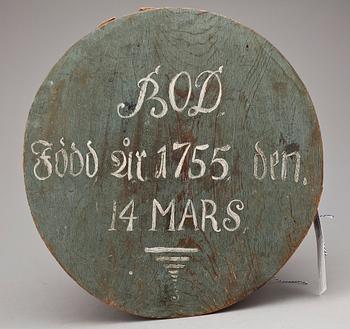 BOD
Född År 1755 den.
14 MARS